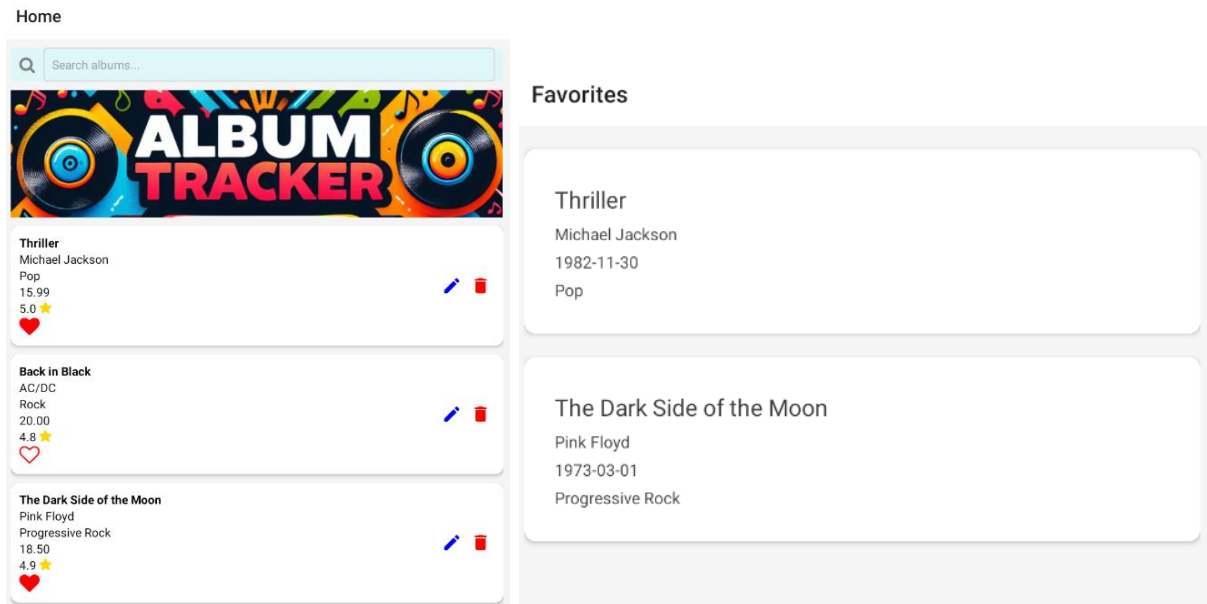 Home
Search albums...
ALBUM
TRACKER
Thriller
Michael Jackson
Pop
15.99
5.0
Back in Black
AC/DC
Rock
20.00
4.8
The Dark Side of the Moon
Pink Floyd
Progressive Rock
18.50
4.9
Favorites
Thriller
Michael Jackson
1982-11-30
Pop
The Dark Side of the Moon
Pink Floyd
1973-03-01
Progressive Rock